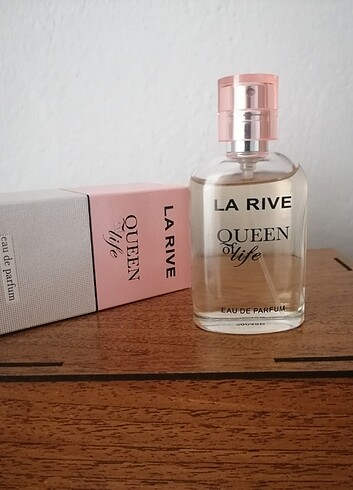 LA RIVE
QUEEN
of life
EAU DE PARFUM
LA RIVE
QUEEN
of life
eau de parfum